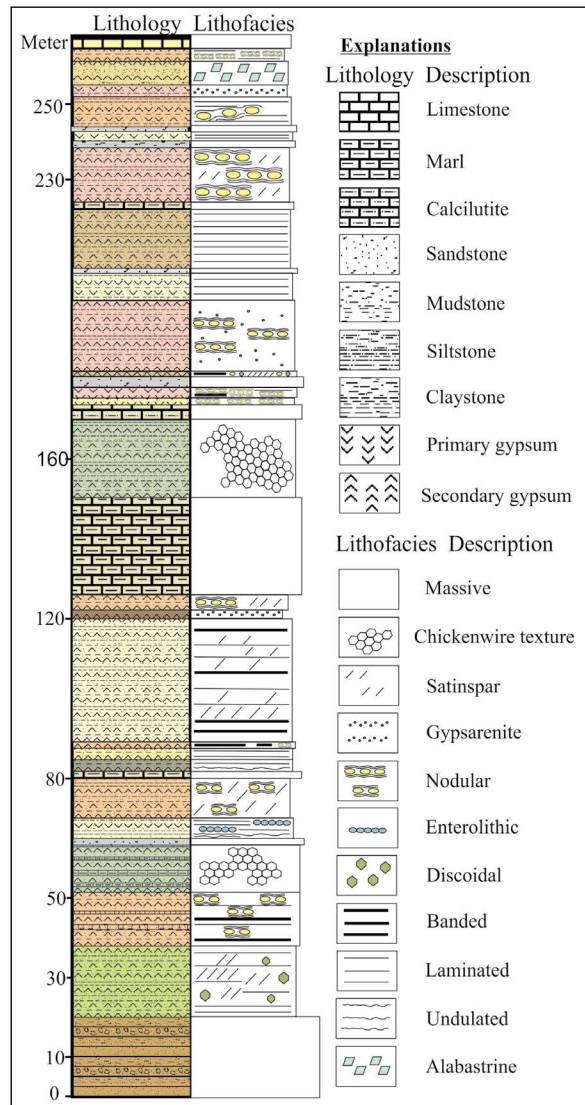 Lithology Lithofacies
Meter
250
230
160
120
80
50
30
10
0
Explanations
Lithology Description
Limestone
Marl
Calcilutite
Sandstone
Mudstone
Siltstone
Claystone
Primary gypsum
Secondary gypsum
Lithofacies Description
Massive
Chickenwire texture
Satinspar
Gypsarenite
Nodular
Enterolithic
Discoidal
Banded
Laminated
Undulated
Alabastrine